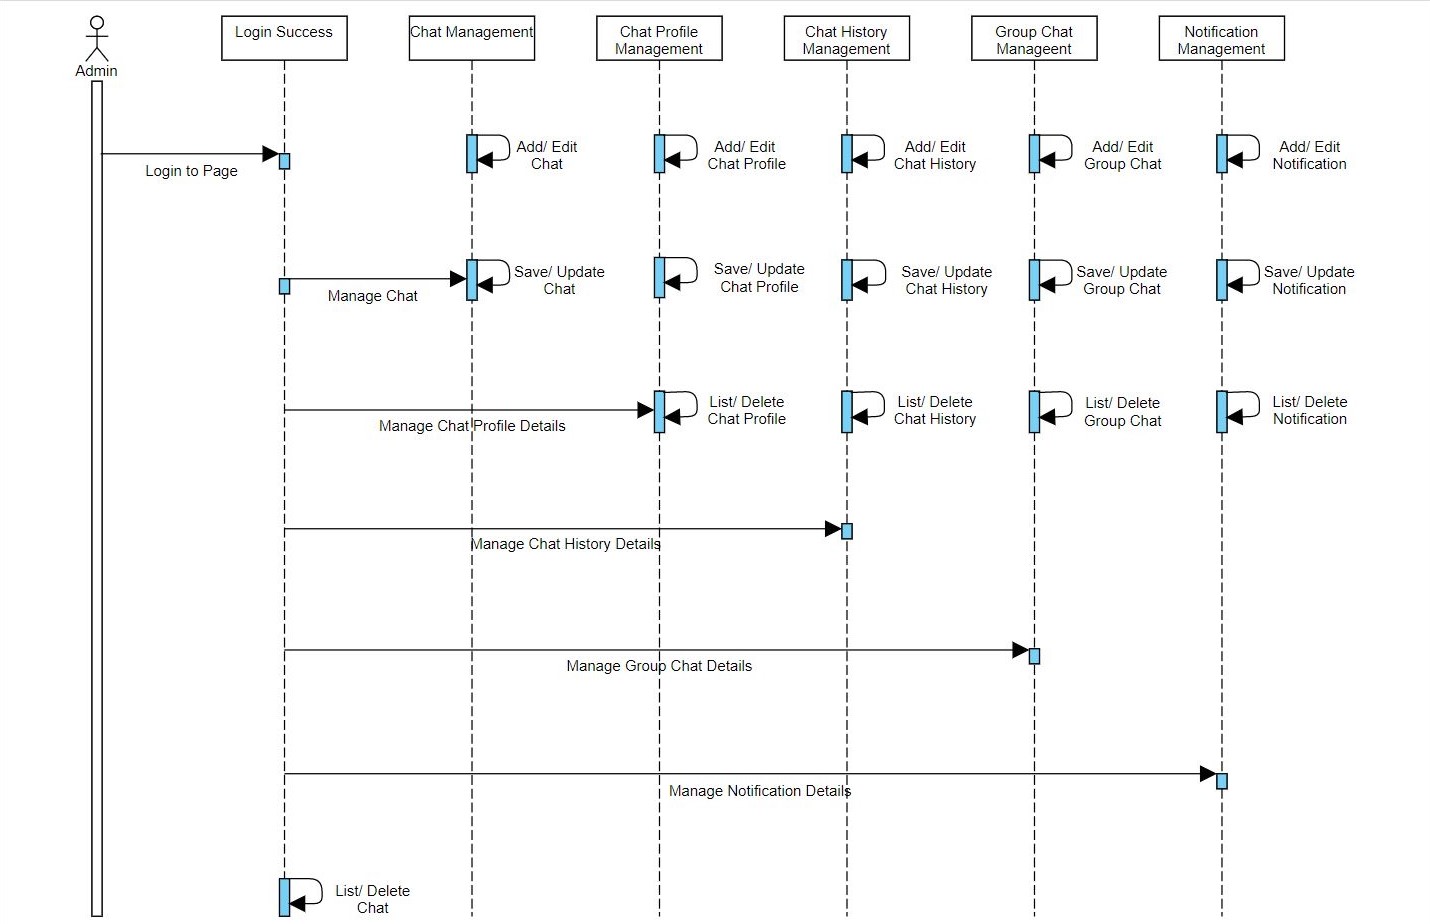 Admin
Login Success
Chat Management
Chat Profile
Management
Chat History
Management
Group Chat
Manageent
Notification
Management
Login to Page
Add/ Edit
Chat
Add/ Edit
Chat Profile
Add/ Edit
Chat History
Add/ Edit
Group Chat
Add/ Edit
Notification
Manage Chat
Save/ Update
Chat
Save/ Update
Chat Profile
Save/ Update
Chat History
Save/ Update
Group Chat
Save/ Update
Notification
Manage Chat Profile Details
List/ Delete
Chat Profile
List/ Delete
Chat History
List/ Delete
Group Chat
List/ Delete
Notification
Manage Chat History Details
Manage Group Chat Details
Manage Notification Details
List/ Delete
Chat